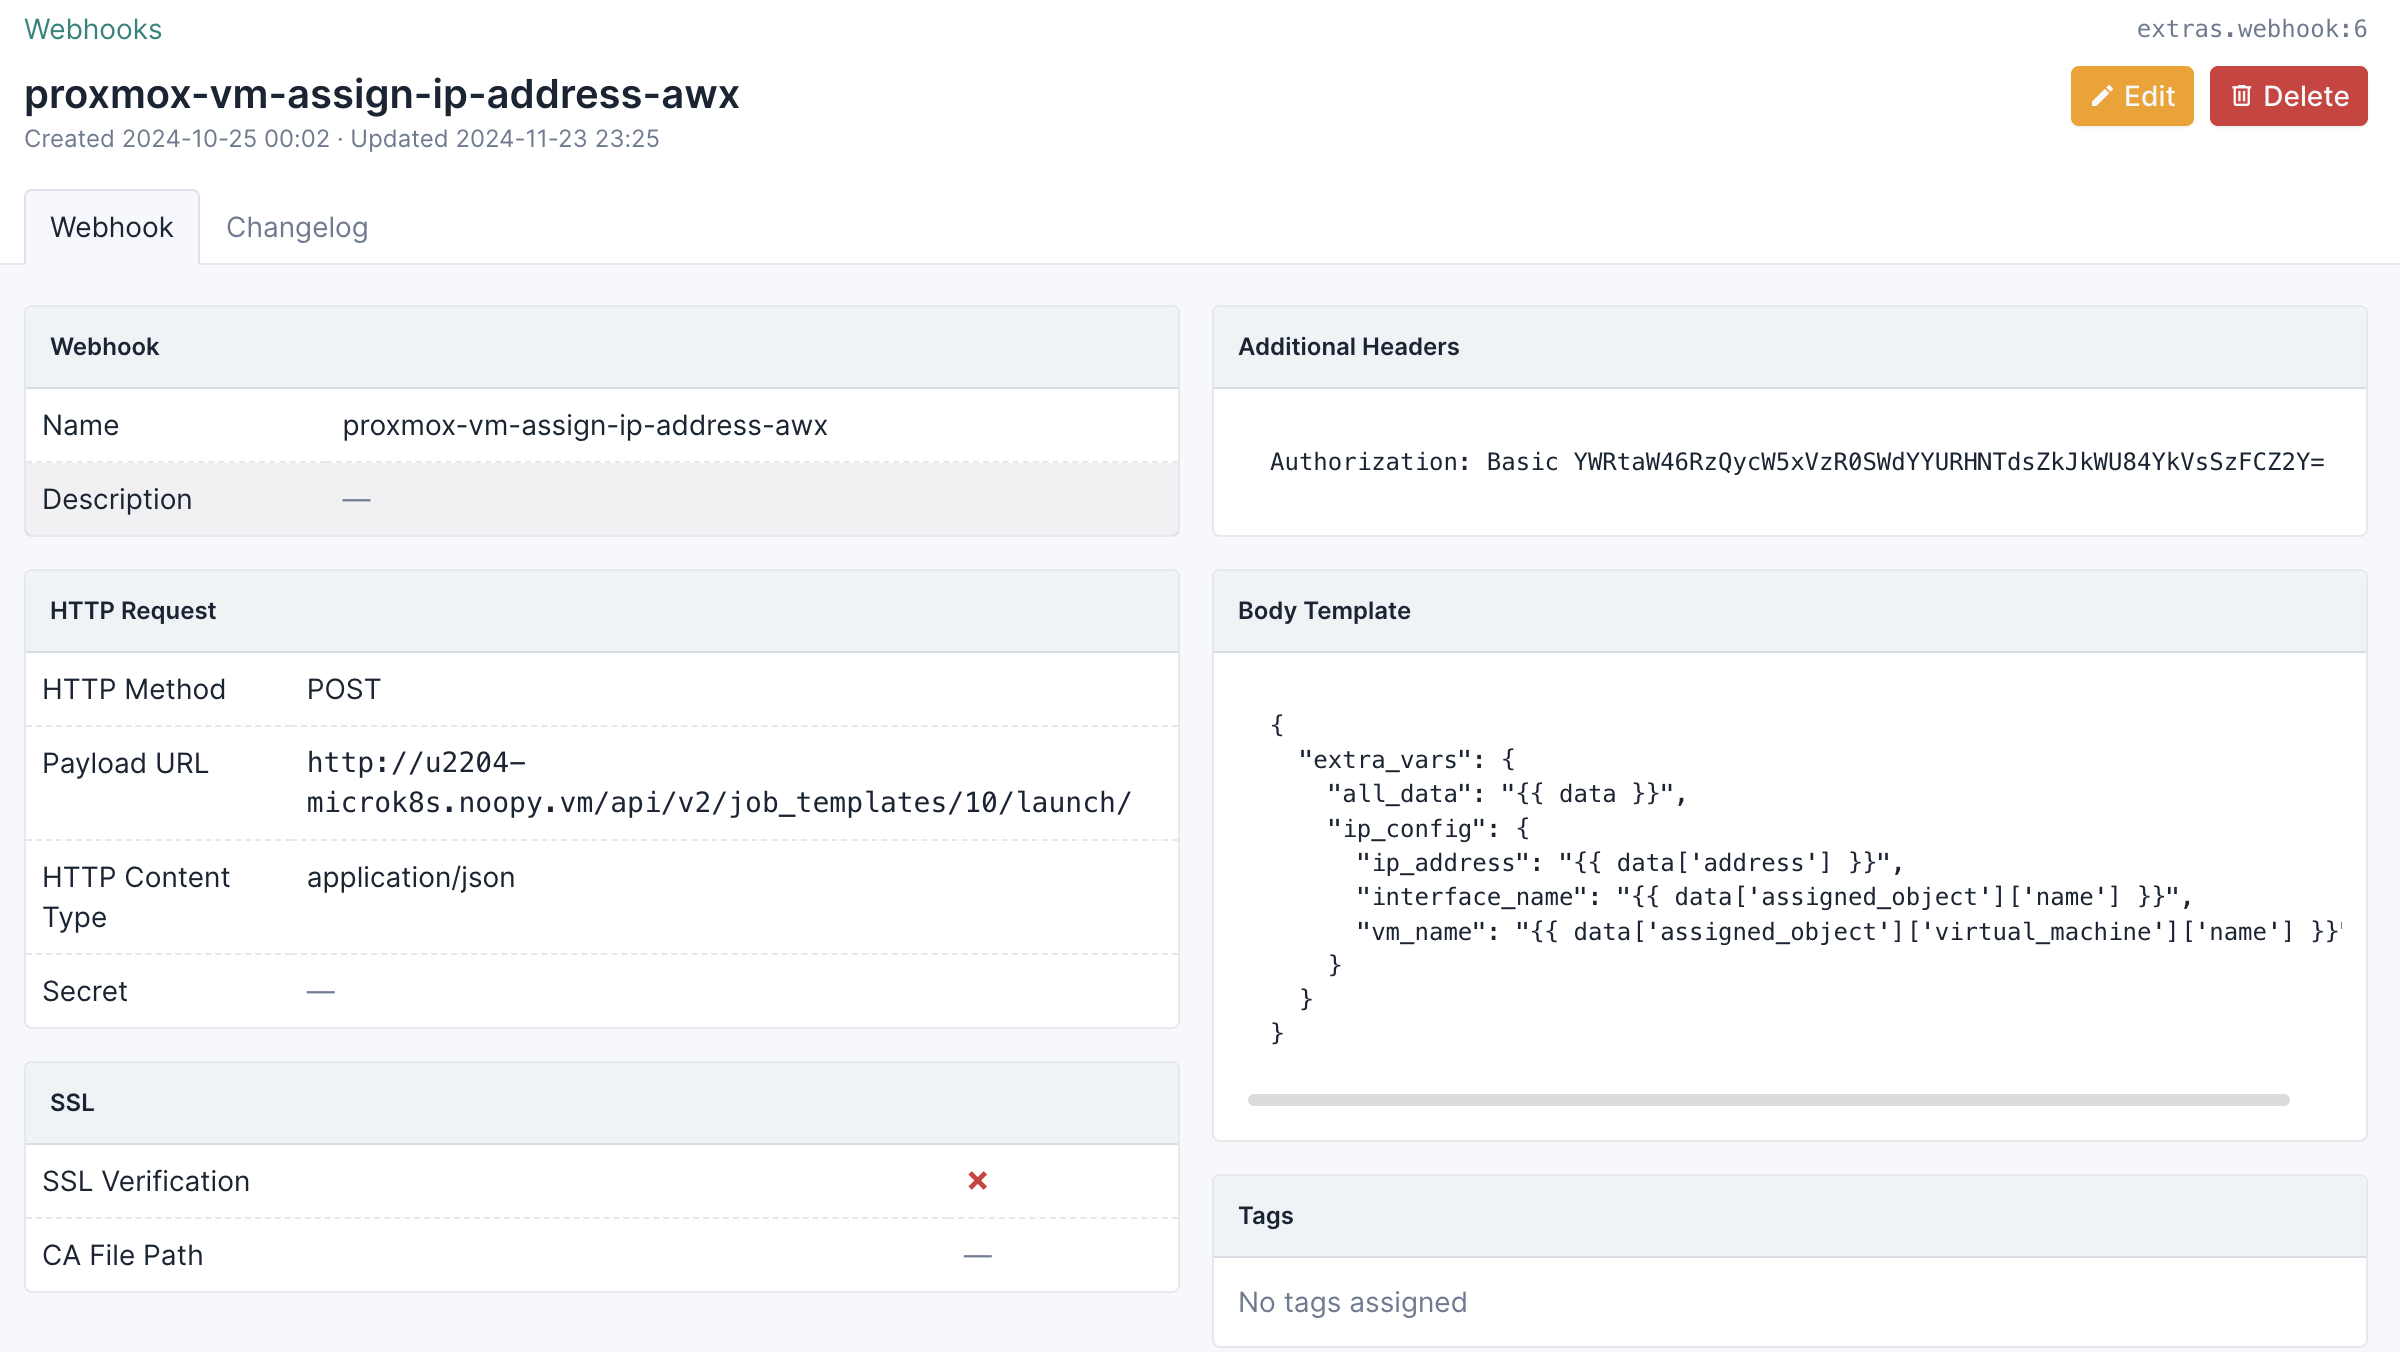 Webhooks
extras.webhook:6
proxmox-vm-assign-ip-address-awx
Edit
Delete
Created 2024-10-25 00:02 · Updated 2024-11-23 23:25
Webhook
Changelog
Webhook
Name
proxmox-vm-assign-ip-address-awx
Description
—
HTTP Request
HTTP Method
POST
Payload URL
http://u2204-
microk8s.noopy.vm/api/v2/job_templates/10/launch/
HTTP Content
Type
application/json
Secret
—
SSL
SSL Verification
CA File Path
—
Additional Headers
Authorization: Basic YWRtaW46RzQycW5xVzR0SWdYYURHNTdsZkJkWU84YkVsSzFCZ2Y=
Body Template
{
  "extra_vars": {
    "all_data": "{{ data }}",
    "ip_config": {
      "ip_address": "{{ data['address'] }}",
      "interface_name": "{{ data['assigned_object']['name'] }}",
      "vm_name": "{{ data['assigned_object']['virtual_machine']['name'] }}"
    }
  }
}
Tags
No tags assigned